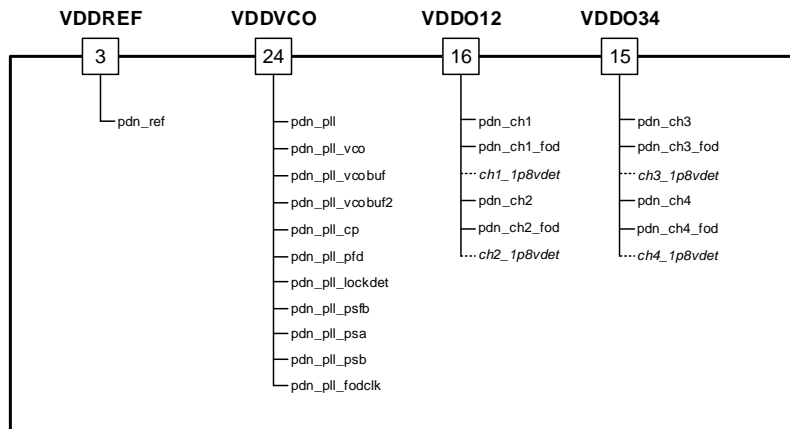 VDDREF VDDVCO VDDO12 VDDO34
3 24 16 15
pdn_ref
pdn_pll
pdn_pll_vco
pdn_pll_vcobuf
pdn_pll_vcobuf2
pdn_pll_cp
pdn_pll_pfd
pdn_pll_lockdet
pdn_pll_psfb
pdn_pll_psa
pdn_pll_psb
pdn_pll_fodclk
pdn_ch1
pdn_ch1_fod
ch1_1p8vdet
pdn_ch2
pdn_ch2_fod
ch2_1p8vdet
pdn_ch3
pdn_ch3_fod
ch3_1p8vdet
pdn_ch4
pdn_ch4_fod
ch4_1p8vdet